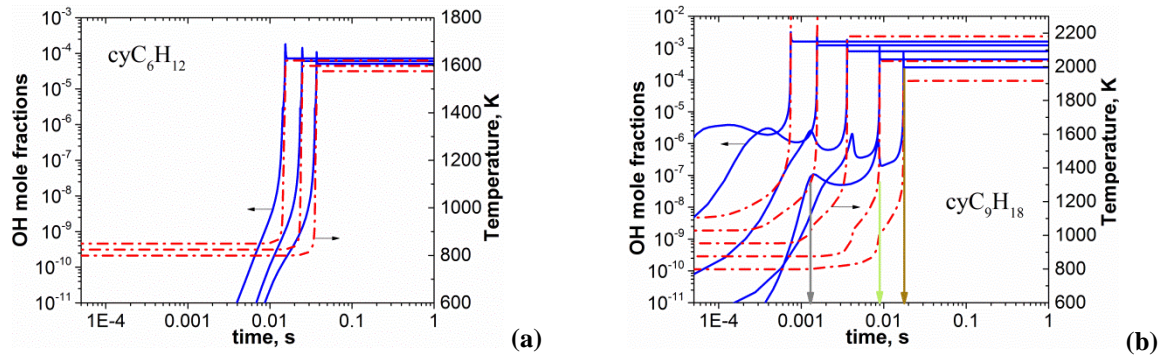 OH mole fractions
10^-3
10^-4
10^-5
10^-6
10^-7
10^-8
10^-9
10^-10
10^-11
cyC₆H₁₂
1E-4 0.001 0.01 0.1 1
time, s
1800
1600
1400
1200
1000
800
600
Temperature, K
(a)
OH mole fractions
10^-2
10^-3
10^-4
10^-5
10^-6
10^-7
10^-8
10^-9
10^-10
10^-11
cyC₉H₁₈
1E-4 0.001 0.01 0.1 1
time, s
2200
2000
1800
1600
1400
1200
1000
800
600
Temperature, K
(b)